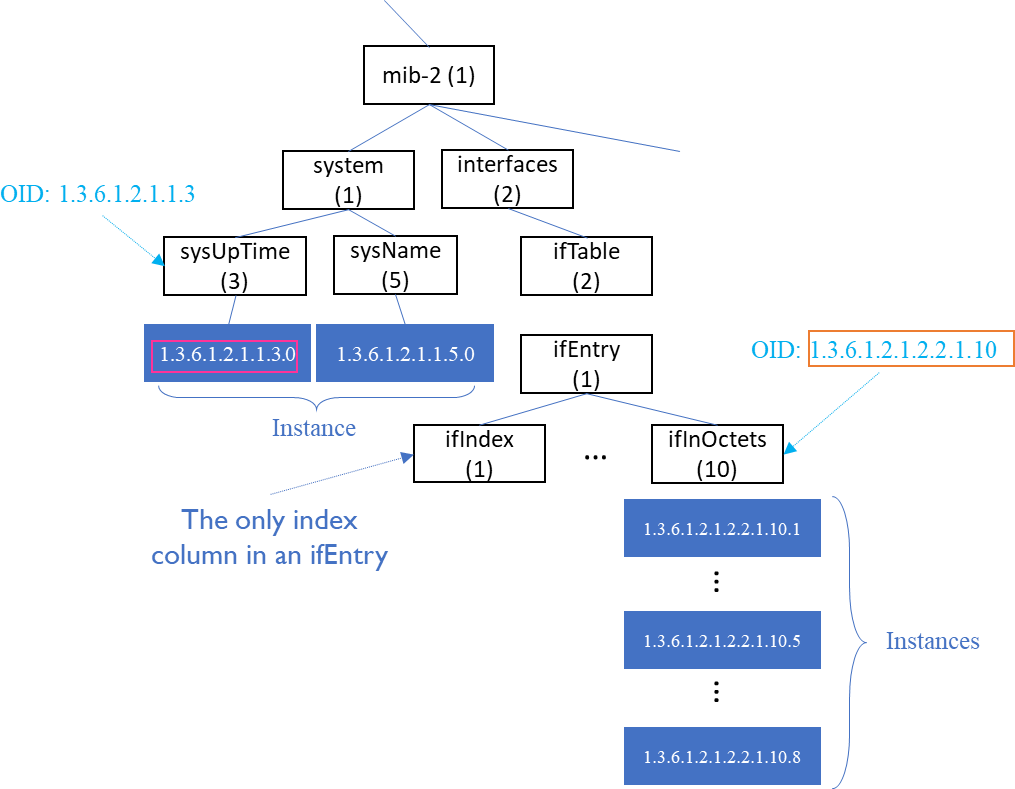 mib-2 (1)
system
(1)
interfaces
(2)
OID: 1.3.6.1.2.1.1.3
sysUpTime
(3)
sysName
(5)
ifTable
(2)
1.3.6.1.2.1.1.3.0
1.3.6.1.2.1.1.5.0
ifEntry
(1)
OID: 1.3.6.1.2.1.2.2.1.10
Instance
ifIndex
(1)
...
ifInOctets
(10)
The only index
column in an ifEntry
1.3.6.1.2.1.2.2.1.10.1
⋮
1.3.6.1.2.1.2.2.1.10.5
Instances
⋮
1.3.6.1.2.1.2.2.1.10.8